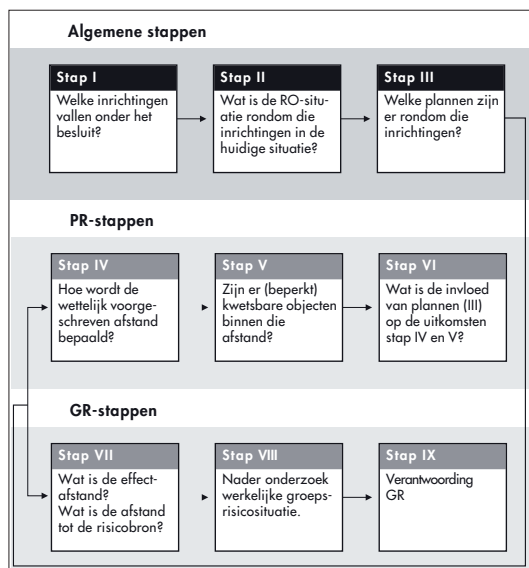 Algemene stappen
Stap I
Welke inrichtingen
vallen onder het
besluit?
Stap II
Wat is de RO-situ-
atie rondom die
inrichtingen in de
huidige situatie?
Stap III
Welke plannen zijn
er rondom die
inrichtingen?
PR-stappen
Stap IV
Hoe wordt de
wettelijk voorge-
schreven afstand
bepaald?
Stap V
Zijn er (beperkt)
kwetsbare objecten
binnen die
afstand?
Stap VI
Wat is de invloed
van plannen (III)
op de uitkomsten
stap IV en V?
GR-stappen
Stap VII
Wat is de effect-
afstand?
Wat is de afstand
tot de risicobron?
Stap VIII
Nader onderzoek
werkelijke groeps-
risicosituatie.
Stap IX
Verantwoording
GR